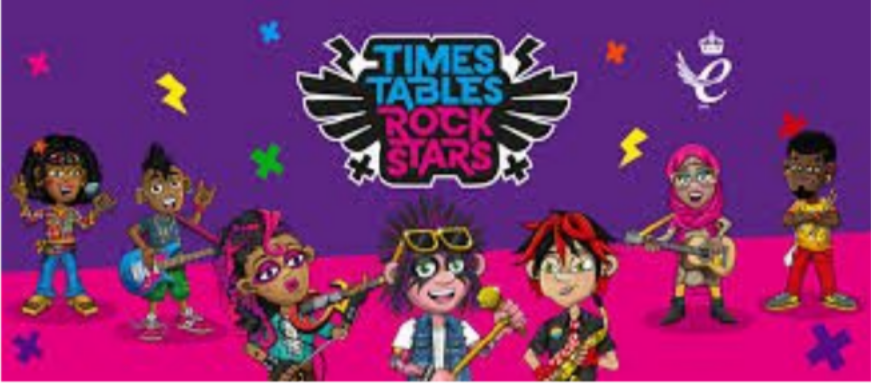 TIMES
TABLES
ROCK
STARS
e